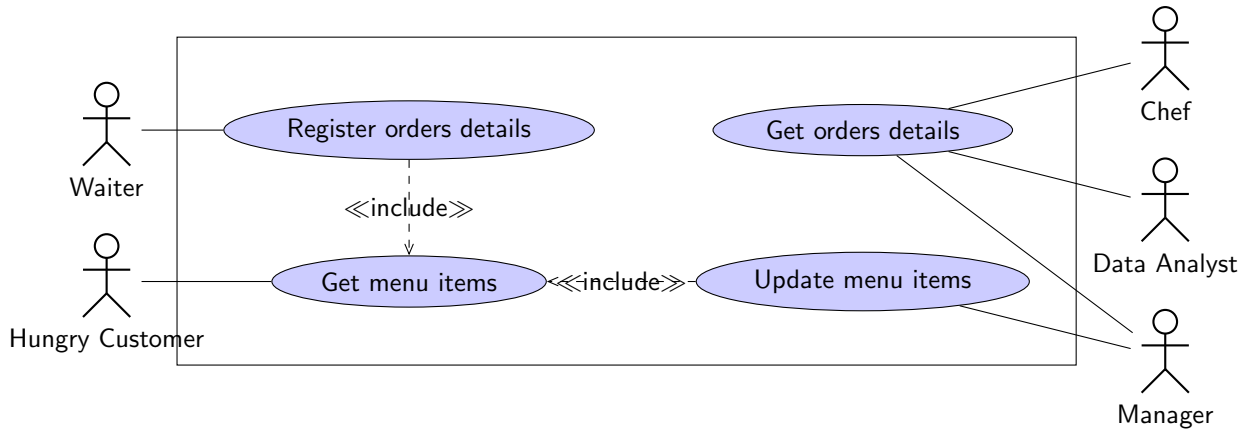 Chef
Register orders details
Get orders details
Waiter
≪include≫
Data Analyst
Get menu items
≪include≫
Update menu items
Hungry Customer
Manager